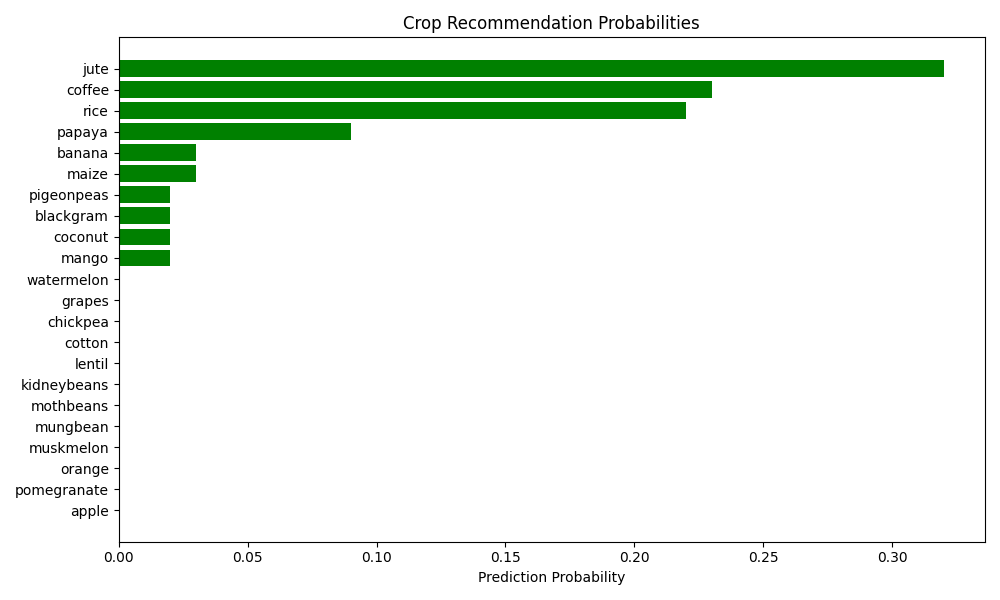 Crop Recommendation Probabilities
jute
coffee
rice
papaya
banana
maize
pigeonpeas
blackgram
coconut
mango
watermelon
grapes
chickpea
cotton
lentil
kidneybeans
mothbeans
mungbean
muskmelon
orange
pomegranate
apple
0.00 0.05 0.10 0.15 0.20 0.25 0.30
Prediction Probability